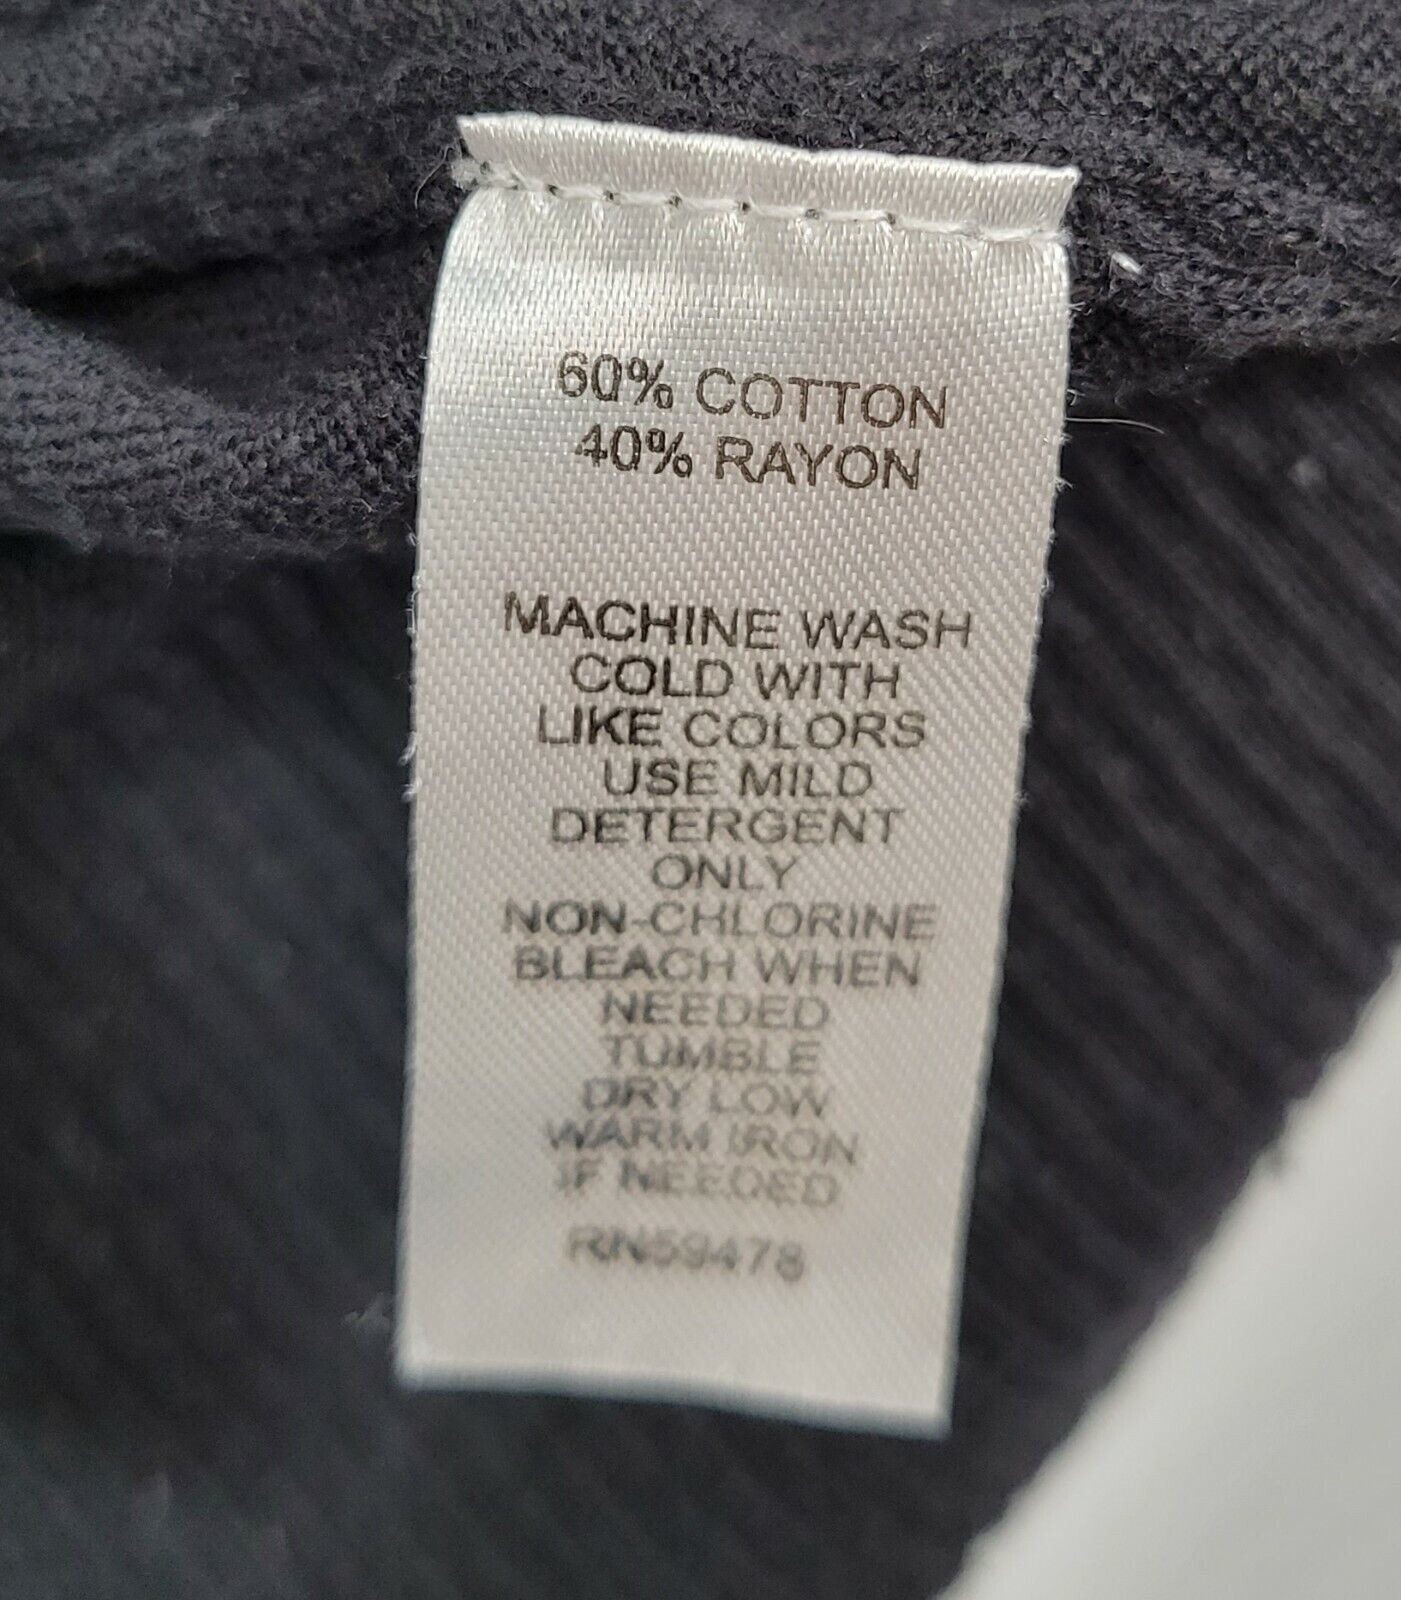 60% COTTON
40% RAYON
MACHINE WASH
COLD WITH
LIKE COLORS
USE MILD
DETERGENT
ONLY
NON-CHLORINE
BLEACH WHEN
NEEDED
TUMBLE
DRY LOW
WARM IRON
IF NEEDED
RN59478